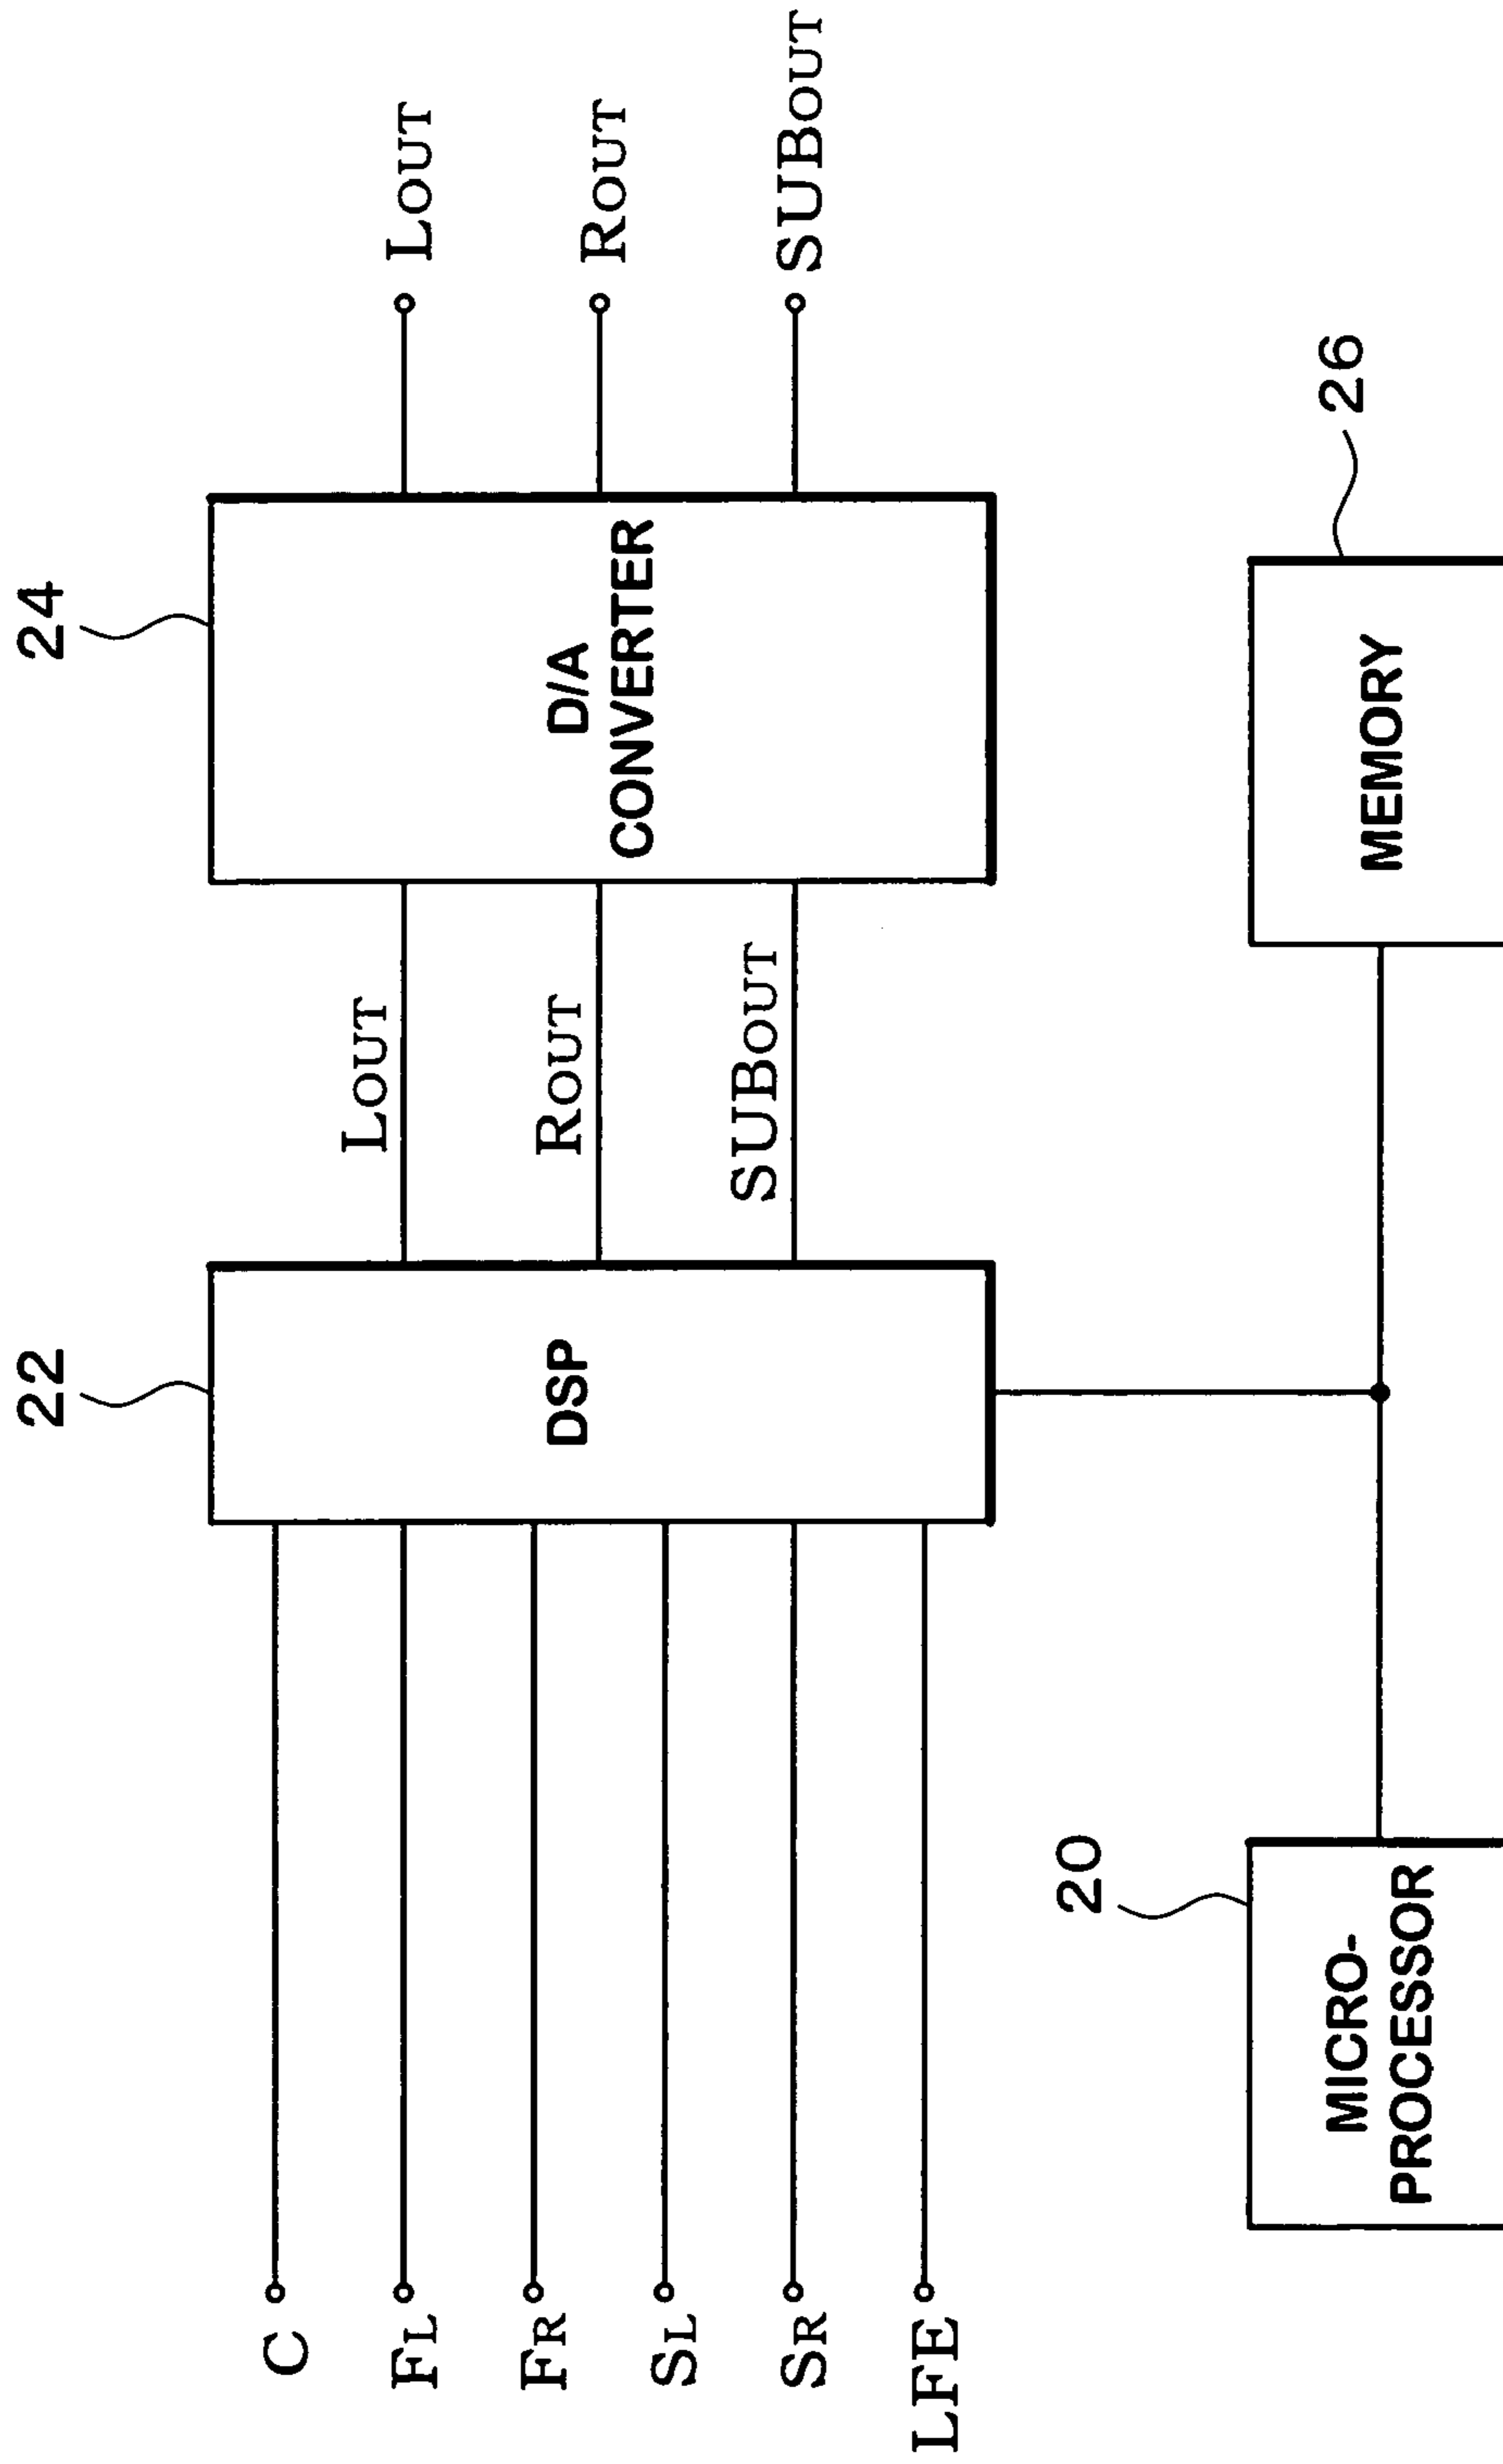 22
24
C
FL
FR
SL
SR
LFE
DSP
LOUT
ROUT
SUBOUT
D/A
CONVERTER
LOUT
ROUT
SUBOUT
20
MICRO-
PROCESSOR
MEMORY
26